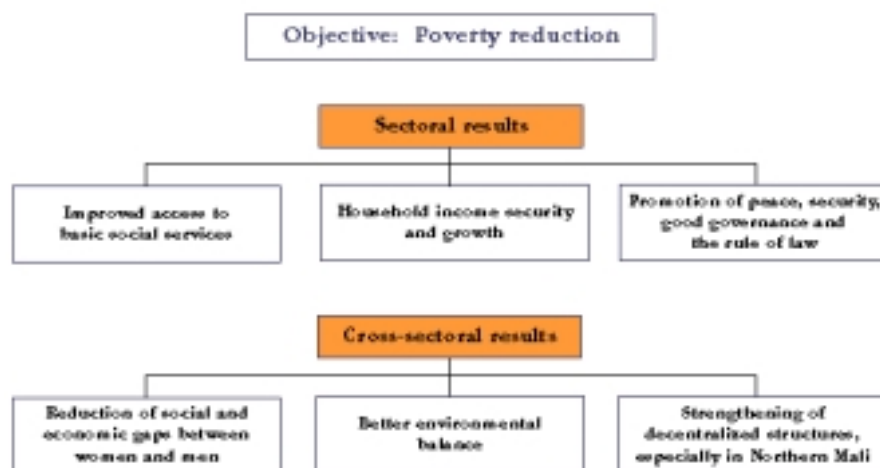 Objective: Poverty reduction
Sectoral results
Improved access to
basic social services
Household income security
and growth
Promotion of peace, security,
good governance and
the rule of law
Cross-sectoral results
Reduction of social and
economic gaps between
women and men
Better environmental
balance
Strengthening of
decentralized structures,
especially in Northern Mali